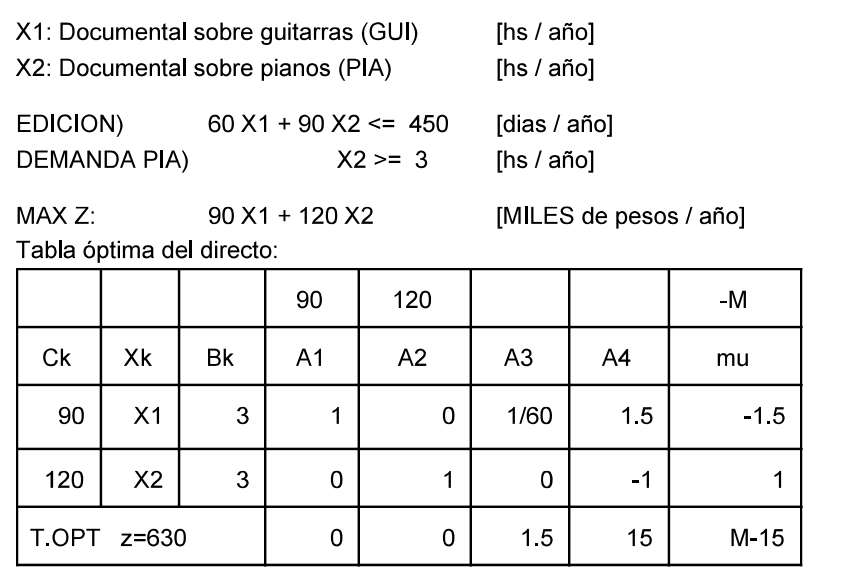 X1: Documental sobre guitarras (GUI) [hs / año]
X2: Documental sobre pianos (PIA) [hs / año]
EDICION) 60 X1 + 90 X2 <= 450 [dias / año]
DEMANDA PIA) X2 >= 3 [hs / año]
MAX Z: 90 X1 + 120 X2 [MILES de pesos / año]
Tabla óptima del directo:
90 120 -M
Ck Xk Bk A1 A2 A3 A4 mu
90 X1 3 1 0 1/60 1.5 -1.5
120 X2 3 0 1 0 -1 1
T.OPT z=630 0 0 1.5 15 M-15